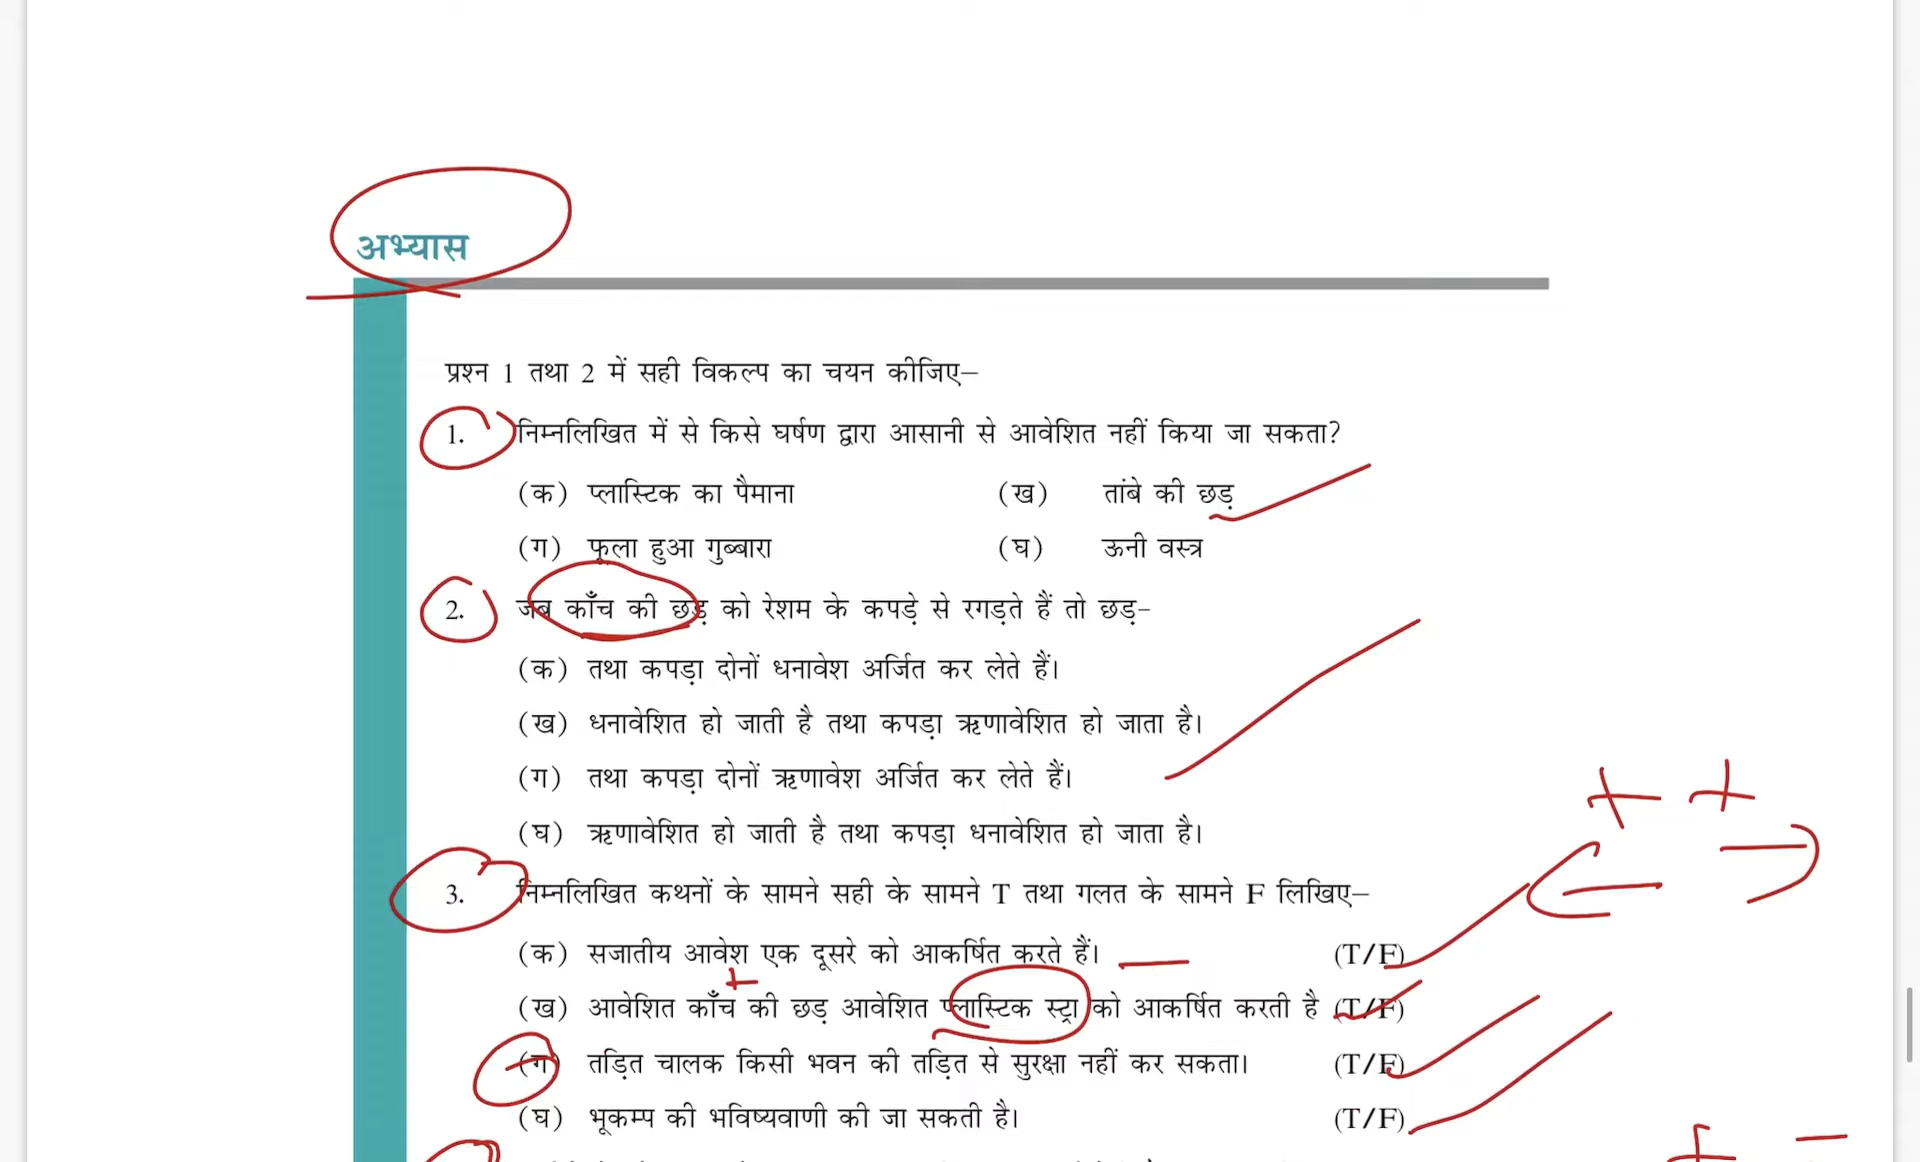 अभ्यास
प्रश्न 1 तथा 2 में सही विकल्प का चयन कीजिए–
1. निम्नलिखित में से किसे घर्षण द्वारा आसानी से आवेशित नहीं किया जा सकता?
(क) प्लास्टिक का पैमाना (ख) तांबे की छड़
(ग) फूला हुआ गुब्बारा (घ) ऊनी वस्त्र
2. जब काँच की छड़ को रेशम के कपड़े से रगड़ते हैं तो छड़-
(क) तथा कपड़ा दोनों धनावेश अर्जित कर लेते हैं।
(ख) धनावेशित हो जाती है तथा कपड़ा ऋणावेशित हो जाता है।
(ग) तथा कपड़ा दोनों ऋणावेश अर्जित कर लेते हैं।
(घ) ऋणावेशित हो जाती है तथा कपड़ा धनावेशित हो जाता है।
+ +
3. निम्नलिखित कथनों के सामने सही के सामने T तथा गलत के सामने F लिखिए–
(क) सजातीय आवेश एक दूसरे को आकर्षित करते हैं। (T/F)
+
(ख) आवेशित काँच की छड़ आवेशित प्लास्टिक स्ट्रा को आकर्षित करती है (T/F)
(ग) तड़ित चालक किसी भवन की तड़ित से सुरक्षा नहीं कर सकता। (T/F)
(घ) भूकम्प की भविष्यवाणी की जा सकती है। (T/F)
+ –